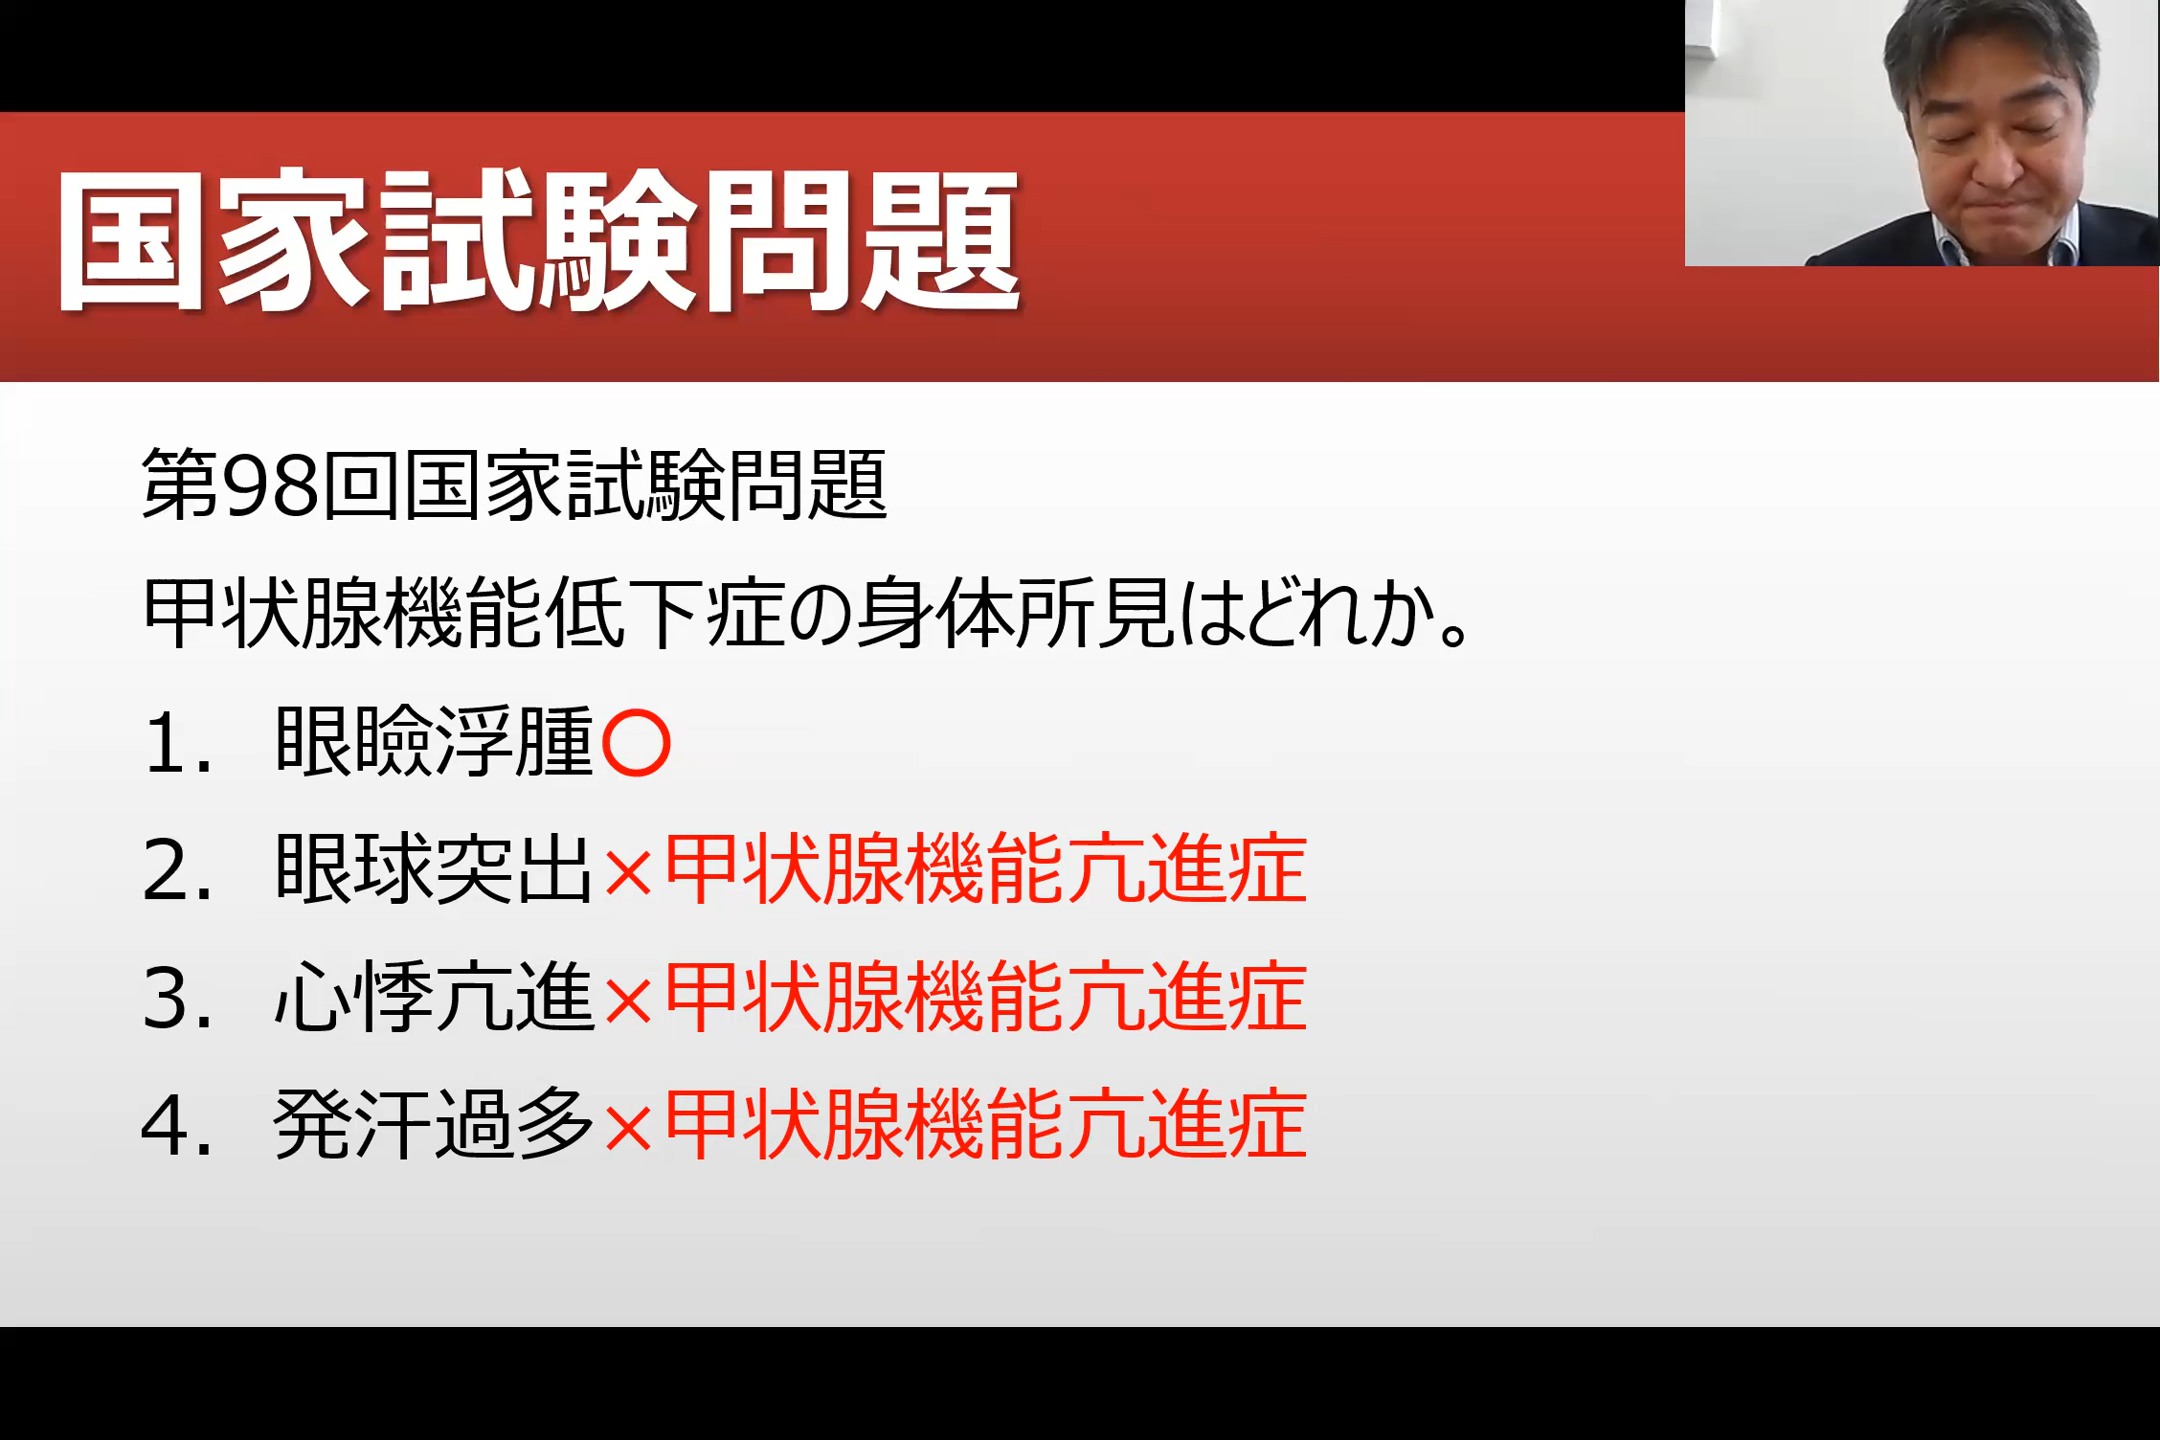 国家試験問題
第98回国家試験問題
甲状腺機能低下症の身体所見はどれか。
1. 眼瞼浮腫〇
2. 眼球突出×甲状腺機能亢進症
3. 心悸亢進×甲状腺機能亢進症
4. 発汗過多×甲状腺機能亢進症